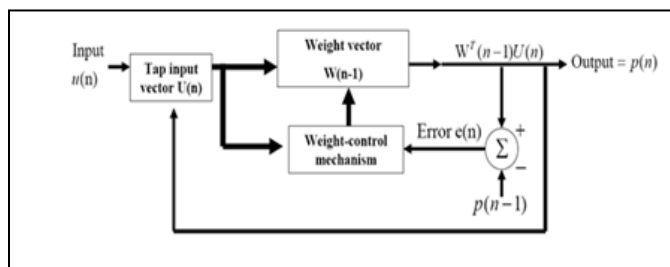 Input
u(n)
Tap input
vector U(n)
Weight vector
W(n-1)
W^T(n-1)U(n)
Output = p(n)
Weight-control
mechanism
Error e(n)
+
Σ
−
p(n−1)